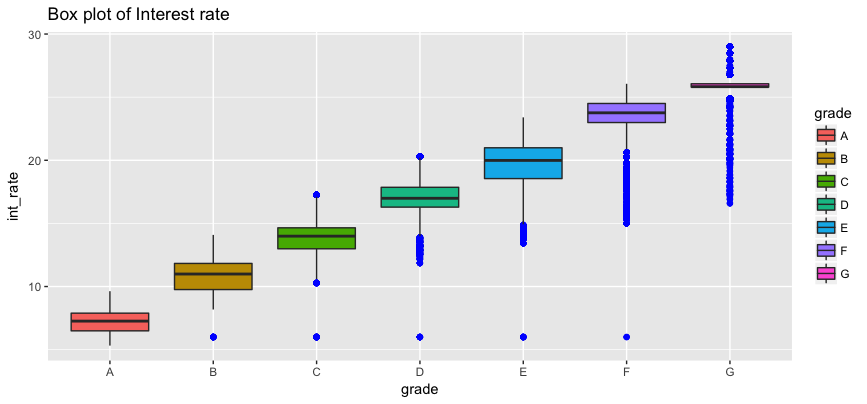 Box plot of Interest rate
30
20
10
int_rate
A B C D E F G
grade
grade
A
B
C
D
E
F
G